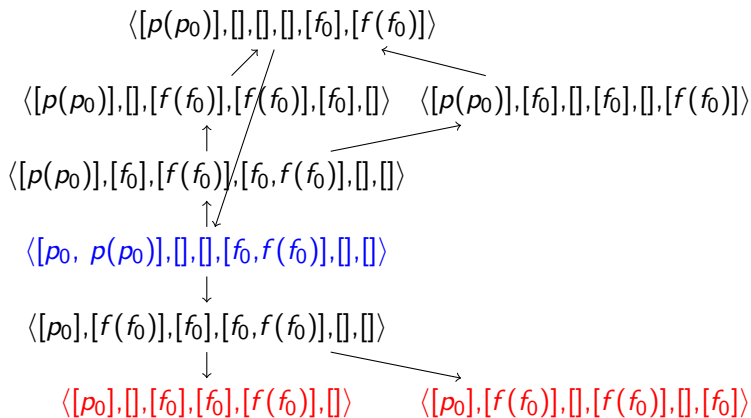 ⟨[p(p₀)],[],[],[],[f₀],[f(f₀)]⟩
⟨[p(p₀)],[],[f(f₀)],[f(f₀)],[f₀],[]⟩ ⟨[p(p₀)],[f₀],[],[f₀],[],[f(f₀)]⟩
⟨[p(p₀)],[f₀],[f(f₀)],[f₀,f(f₀)],[],[]⟩
⟨[p₀, p(p₀)],[],[],[f₀,f(f₀)],[],[]⟩
⟨[p₀],[f(f₀)],[f₀],[f₀,f(f₀)],[],[]⟩
⟨[p₀],[],[f₀],[f₀],[f(f₀)],[]⟩ ⟨[p₀],[f(f₀)],[],[f(f₀)],[],[f₀]⟩